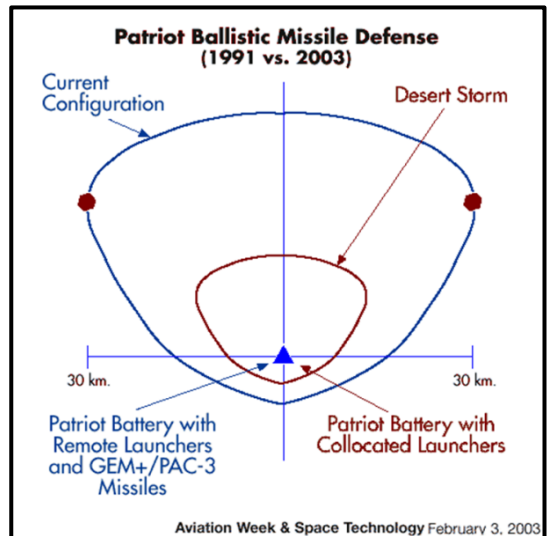 Patriot Ballistic Missile Defense
(1991 vs. 2003)
Current
Configuration
Desert Storm
30 km.
30 km.
Patriot Battery with
Remote Launchers
and GEM+/PAC-3
Missiles
Patriot Battery with
Collocated Launchers
Aviation Week & Space Technology February 3, 2003